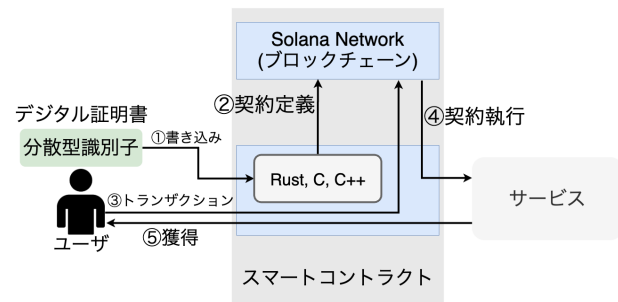 Solana Network
(ブロックチェーン)
②契約定義
④契約執行
デジタル証明書
分散型識別子
①書き込み
Rust, C, C++
サービス
③トランザクション
ユーザ
⑤獲得
スマートコントラクト